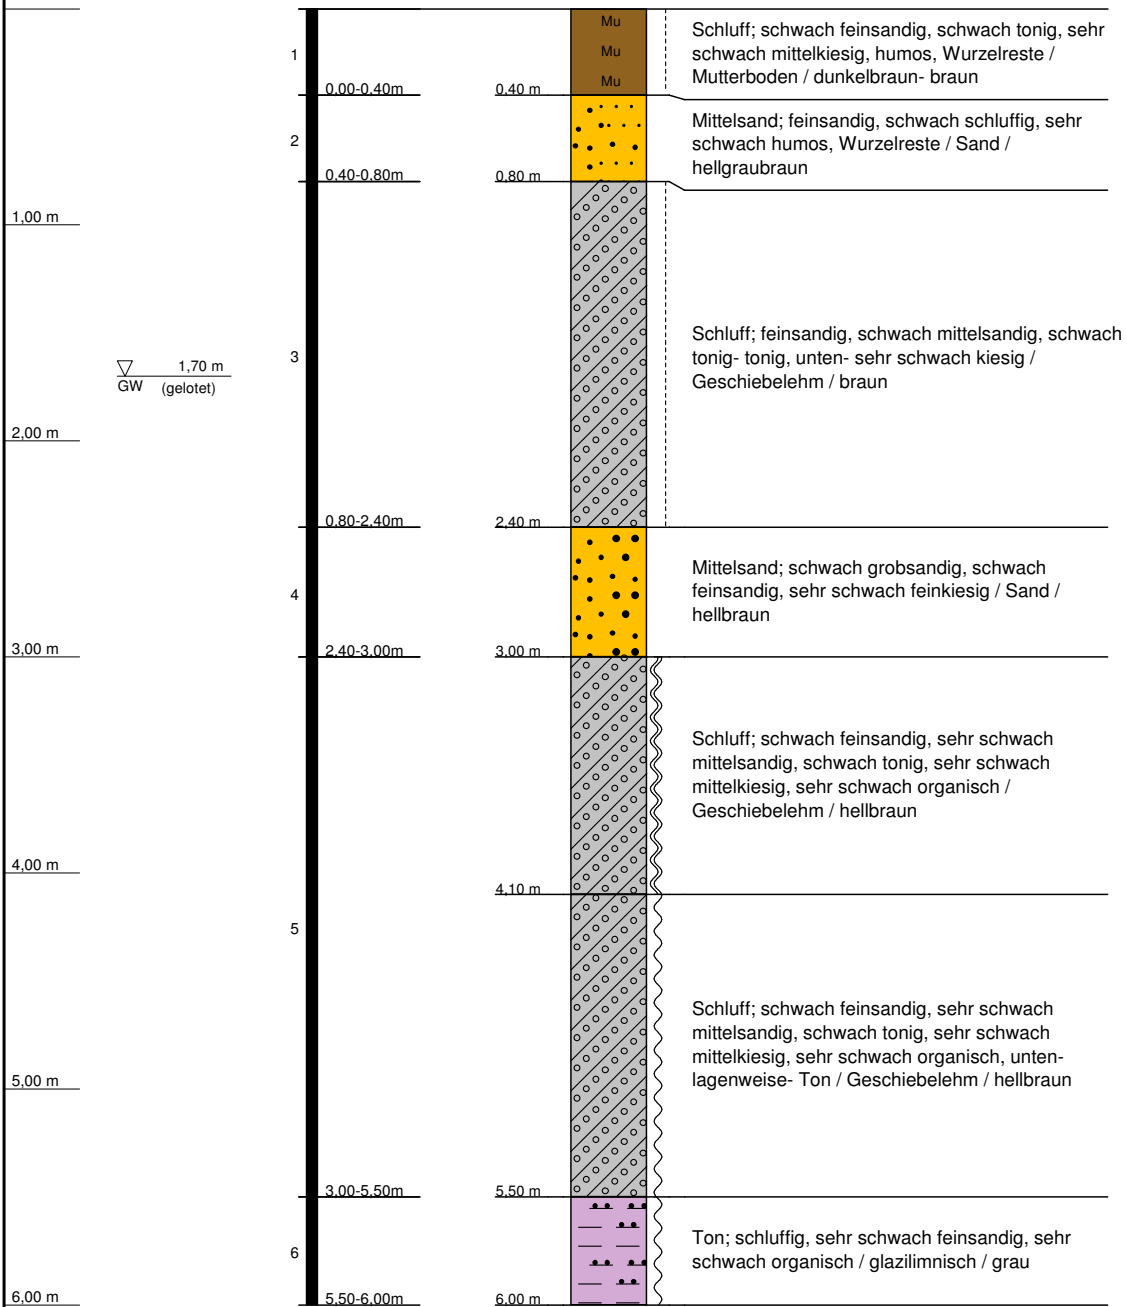 Mu
Mu
Mu
1
0,00-0,40m
0,40 m
Schluff; schwach feinsandig, schwach tonig, sehr
schwach mittelkiesig, humos, Wurzelreste /
Mutterboden / dunkelbraun- braun
2
0,40-0,80m
0,80 m
Mittelsand; feinsandig, schwach schluffig, sehr
schwach humos, Wurzelreste / Sand /
hellgraubraun
1,00 m
1,70 m
GW (gelotet)
2,00 m
3
0,80-2,40m
2,40 m
Schluff; feinsandig, schwach mittelsandig, schwach
tonig- tonig, unten- sehr schwach kiesig /
Geschiebelehm / braun
4
2,40-3,00m
3,00 m
3,00 m
Mittelsand; schwach grobsandig, schwach
feinsandig, sehr schwach feinkiesig / Sand /
hellbraun
Schluff; schwach feinsandig, sehr schwach
mittelsandig, schwach tonig, sehr schwach
mittelkiesig, sehr schwach organisch /
Geschiebelehm / hellbraun
4,00 m
4,10 m
5
5,00 m
3,00-5,50m
5,50 m
Schluff; schwach feinsandig, sehr schwach
mittelsandig, schwach tonig, sehr schwach
mittelkiesig, sehr schwach organisch, unten-
lagenweise- Ton / Geschiebelehm / hellbraun
6
Ton; schluffig, sehr schwach feinsandig, sehr
schwach organisch / glazilimnisch / grau
6,00 m
5,50-6,00m
6,00 m